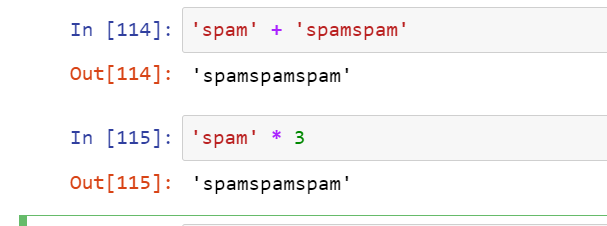 In [114]: 'spam' + 'spamspam'
Out[114]: 'spamspamspam'
In [115]: 'spam' * 3
Out[115]: 'spamspamspam'